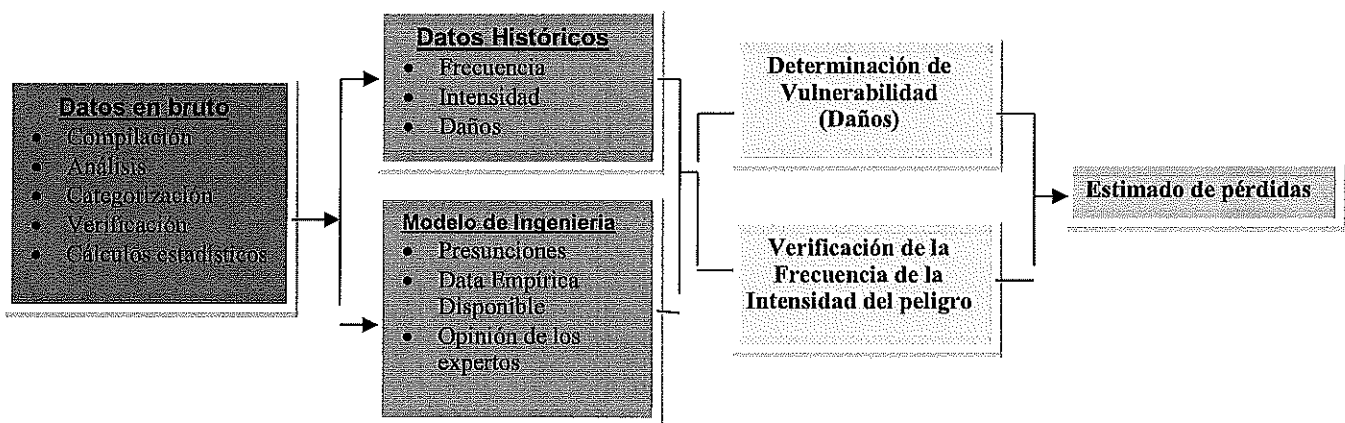 Datos en bruto
• Compilación
• Análisis
• Categorización
• Verificación
• Cálculos estadísticos
Datos Históricos
• Frecuencia
• Intensidad
• Daños
Modelo de Ingenieria
• Presunciones
• Data Empírica
Disponible
• Opinión de los
expertos
Determinación de
Vulnerabilidad
(Daños)
Verificación de la
Frecuencia de la
Intensidad del peligro
Estimado de pérdidas